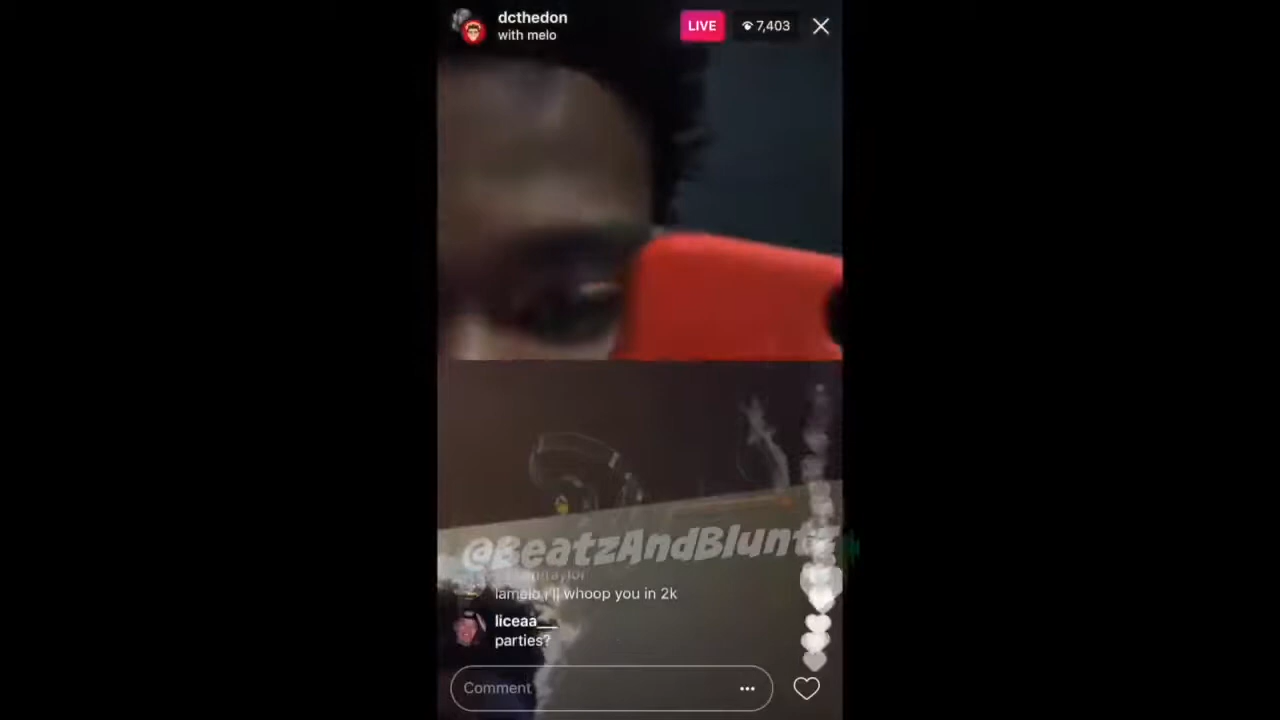 dcthedon
with melo
LIVE
7,403
@BeatzAndBluntz
lamelo i'll whoop you in 2k
liceaa__
parties?
Comment